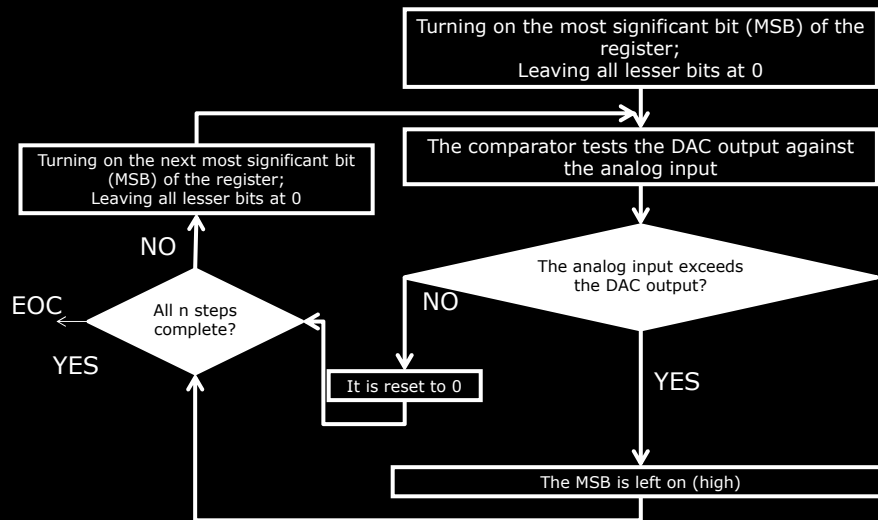 Turning on the most significant bit (MSB) of the
register;
Leaving all lesser bits at 0
The comparator tests the DAC output against
the analog input
The analog input exceeds
the DAC output?
NO
YES
It is reset to 0
The MSB is left on (high)
All n steps
complete?
NO
YES
EOC
Turning on the next most significant bit
(MSB) of the register;
Leaving all lesser bits at 0